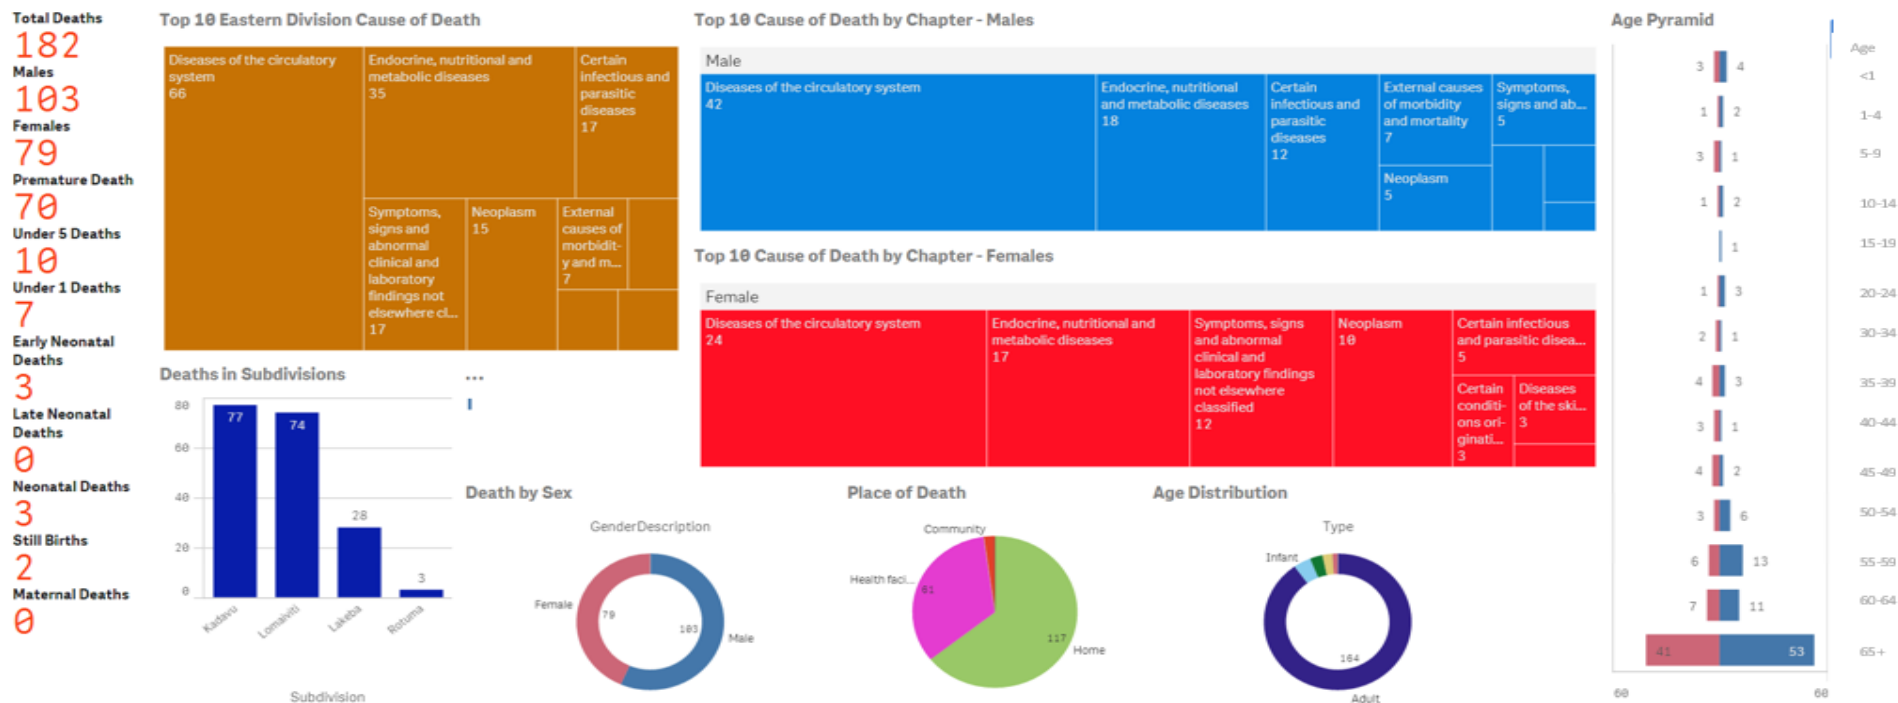 Total Deaths
182
Males
103
Females
79
Premature Death
70
Under 5 Deaths
10
Under 1 Deaths
7
Early Neonatal
Deaths
3
Late Neonatal
Deaths
0
Neonatal Deaths
3
Still Births
2
Maternal Deaths
0
Top 10 Eastern Division Cause of Death
Diseases of the circulatory
system
66
Endocrine, nutritional and
metabolic diseases
35
Certain
infectious and
parasitic
diseases
17
Symptoms,
signs and
abnormal
clinical and
laboratory
findings not
elsewhere cl...
17
Neoplasm
15
External
causes of
morbidit-
y and m...
7
Deaths in Subdivisions
...
80
60
40
20
0
77
74
28
3
Kadavu
Lomaiviti
Lakeba
Rotuma
Subdivision
Top 10 Cause of Death by Chapter - Males
Male
Diseases of the circulatory system
42
Endocrine, nutritional
and metabolic diseases
18
Certain
infectious and
parasitic
diseases
12
External causes
of morbidity
and mortality
7
Neoplasm
5
Symptoms,
signs and ab...
5
Top 10 Cause of Death by Chapter - Females
Female
Diseases of the circulatory system
24
Endocrine, nutritional and
metabolic diseases
17
Symptoms, signs
and abnormal
clinical and
laboratory findings
not elsewhere
classified
12
Neoplasm
10
Certain infectious
and parasitic disea...
5
Certain
conditi-
ons ori-
ginati...
3
Diseases
of the ski...
3
Death by Sex
GenderDescription
Female
79
103
Male
Place of Death
Community
Health faci...
61
117
Home
Age Distribution
Type
Infant
164
Adult
Age Pyramid
Age
3 4 <1
1 2 1-4
3 1 5-9
1 2 10-14
1 15-19
1 3 20-24
2 1 30-34
4 3 35-39
3 1 40-44
4 2 45-49
3 6 50-54
6 13 55-59
7 11 60-64
41 53 65+
60 60